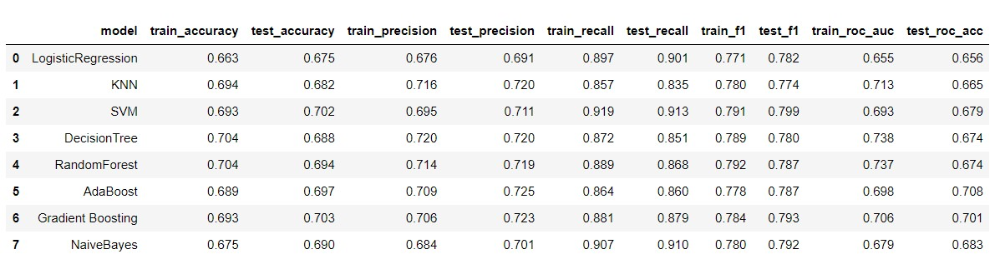 model train_accuracy test_accuracy train_precision test_precision train_recall test_recall train_f1 test_f1 train_roc_auc test_roc_acc
0 LogisticRegression 0.663 0.675 0.676 0.691 0.897 0.901 0.771 0.782 0.655 0.656
1 KNN 0.694 0.682 0.716 0.720 0.857 0.835 0.780 0.774 0.713 0.665
2 SVM 0.693 0.702 0.695 0.711 0.919 0.913 0.791 0.799 0.693 0.679
3 DecisionTree 0.704 0.688 0.720 0.720 0.872 0.851 0.789 0.780 0.738 0.674
4 RandomForest 0.704 0.694 0.714 0.719 0.889 0.868 0.792 0.787 0.737 0.674
5 AdaBoost 0.689 0.697 0.709 0.725 0.864 0.860 0.778 0.787 0.698 0.708
6 Gradient Boosting 0.693 0.703 0.706 0.723 0.881 0.879 0.784 0.793 0.706 0.701
7 NaiveBayes 0.675 0.690 0.684 0.701 0.907 0.910 0.780 0.792 0.679 0.683